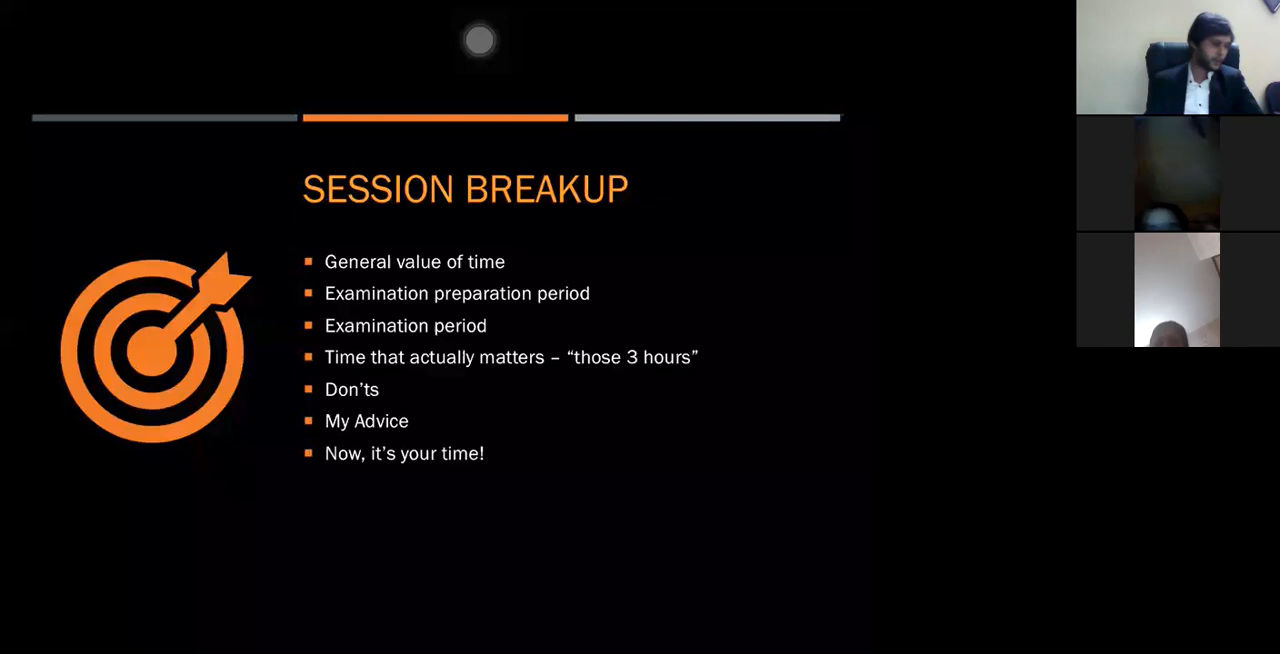 SESSION BREAKUP
General value of time
Examination preparation period
Examination period
Time that actually matters – “those 3 hours”
Don’ts
My Advice
Now, it’s your time!